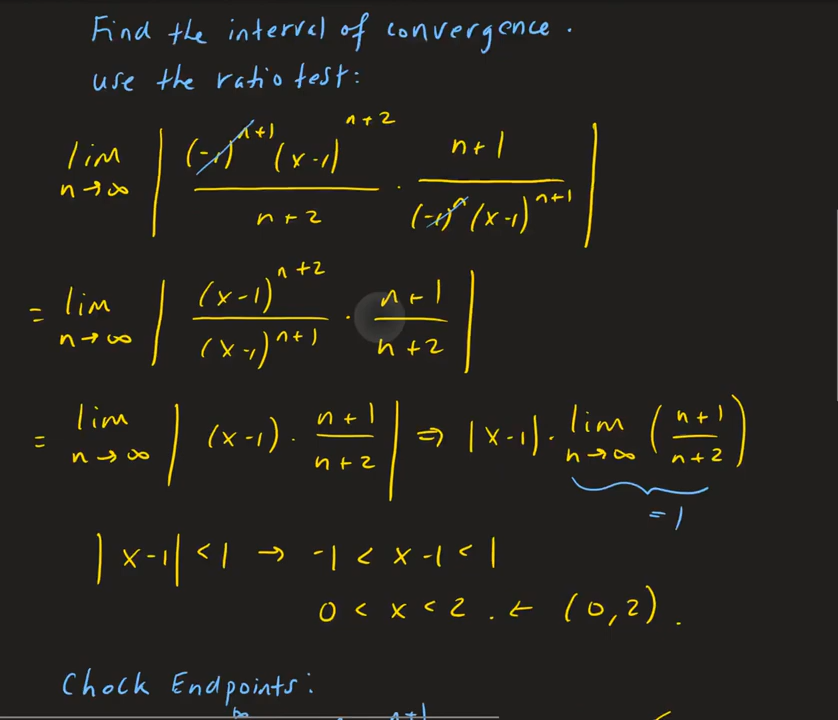 Find the interval of convergence.
use the ratio test:
lim n→∞ | (-1)^{n+1} (x-1)^{n+2} / n+2 · n+1 / (-1)^n (x-1)^{n+1} |
= lim n→∞ | (x-1)^{n+2} / (x-1)^{n+1} · n+1 / n+2 |
= lim n→∞ | (x-1) · n+1 / n+2 | ⇒ |x-1| · lim n→∞ ( n+1 / n+2 )
= 1
|x-1| < 1 → -1 < x-1 < 1
0 < x < 2 . ← (0,2).
Chock Endpoints:
∞ n+1